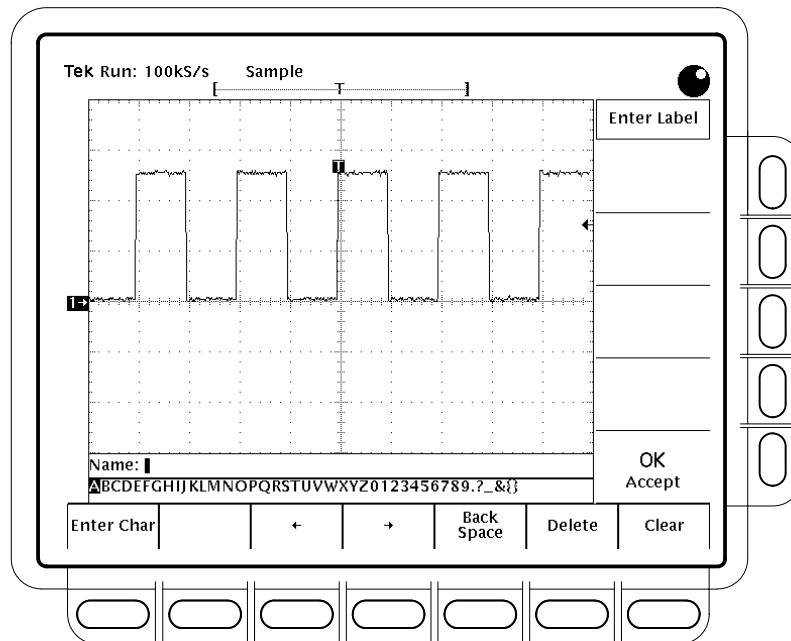 Tek Run: 100kS/s Sample
T
Enter Label
T
1→
Name:
ABCDEFGHIJKLMNOPQRSTUVWXYZ0123456789.?_&{}
OK
Accept
Enter Char
←
→
Back
Space
Delete
Clear